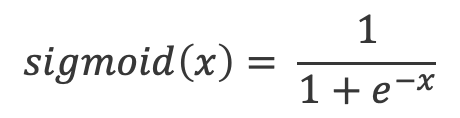 sigmoid(x) = 1 / (1 + e^{-x})